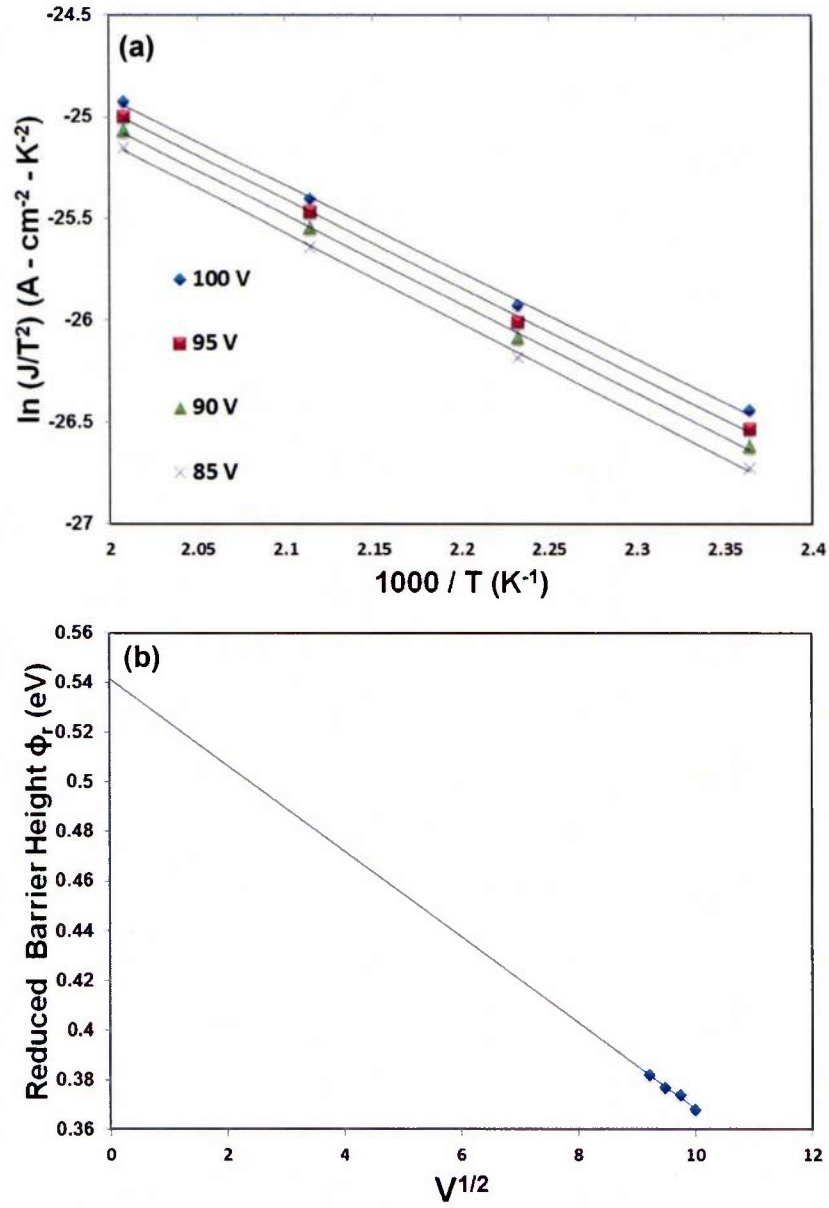 (a)
ln (J/T²) (A - cm⁻² - K⁻²)
-24.5
-25
-25.5
-26
-26.5
-27
100 V
95 V
90 V
85 V
2 2.05 2.1 2.15 2.2 2.25 2.3 2.35 2.4
1000 / T (K⁻¹)
(b)
Reduced Barrier Height ϕr (eV)
0.56
0.54
0.52
0.5
0.48
0.46
0.44
0.42
0.4
0.38
0.36
0 2 4 6 8 10 12
V¹/²